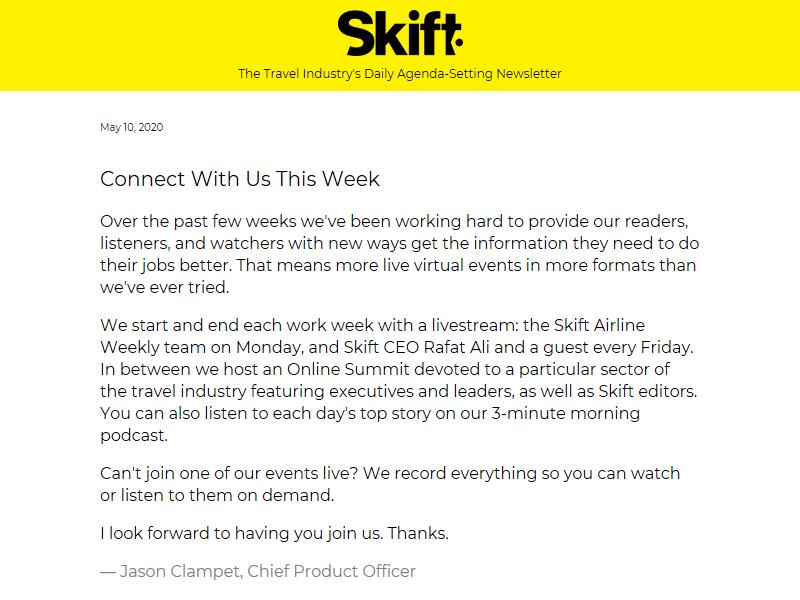 Skift
The Travel Industry's Daily Agenda-Setting Newsletter
May 10, 2020
Connect With Us This Week
Over the past few weeks we've been working hard to provide our readers,
listeners, and watchers with new ways get the information they need to do
their jobs better. That means more live virtual events in more formats than
we've ever tried.
We start and end each work week with a livestream: the Skift Airline
Weekly team on Monday, and Skift CEO Rafat Ali and a guest every Friday.
In between we host an Online Summit devoted to a particular sector of
the travel industry featuring executives and leaders, as well as Skift editors.
You can also listen to each day's top story on our 3-minute morning
podcast.
Can't join one of our events live? We record everything so you can watch
or listen to them on demand.
I look forward to having you join us. Thanks.
— Jason Clampet, Chief Product Officer